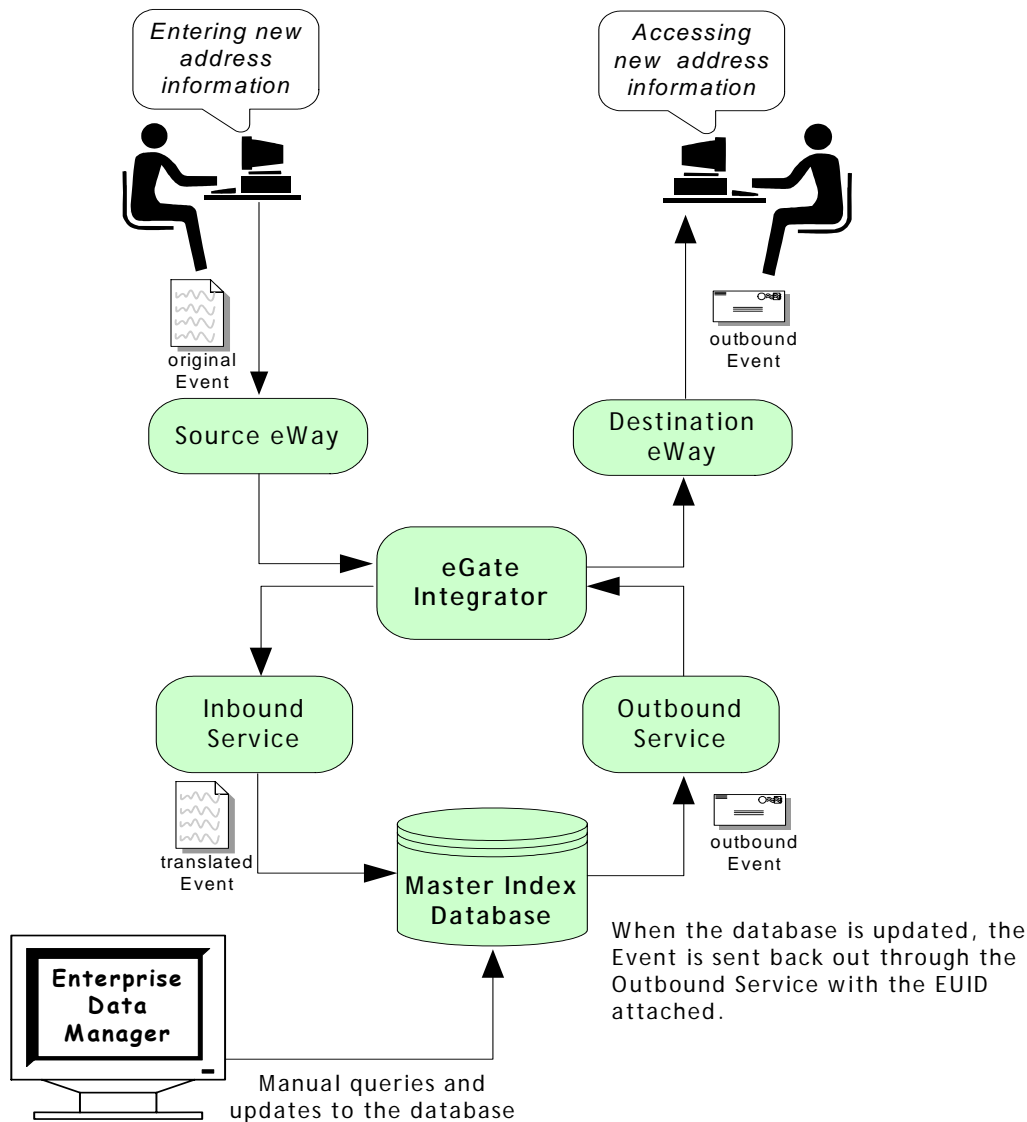 Entering new
address
information
Accessing
new address
information
original
Event
outbound
Event
Source eWay
Destination
eWay
eGate
Integrator
Inbound
Service
Outbound
Service
translated
Event
outbound
Event
Master Index
Database
When the database is updated, the
Event is sent back out through the
Outbound Service with the EUID
attached.
Enterprise
Data
Manager
Manual queries and
updates to the database